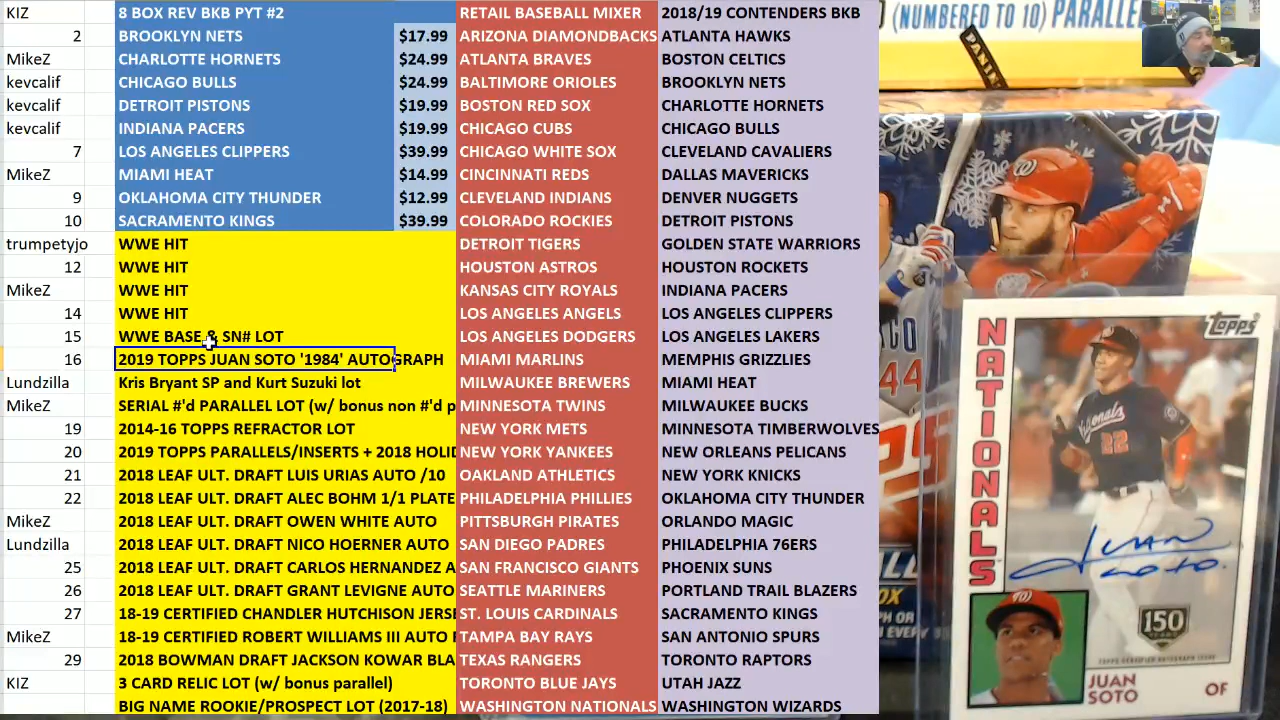 KIZ 8 BOX REV BKB PYT #2 RETAIL BASEBALL MIXER 2018/19 CONTENDERS BKB
2 BROOKLYN NETS $17.99 ARIZONA DIAMONDBACKS ATLANTA HAWKS
MikeZ CHARLOTTE HORNETS $24.99 ATLANTA BRAVES BOSTON CELTICS
kevcalif CHICAGO BULLS $24.99 BALTIMORE ORIOLES BROOKLYN NETS
kevcalif DETROIT PISTONS $19.99 BOSTON RED SOX CHARLOTTE HORNETS
kevcalif INDIANA PACERS $19.99 CHICAGO CUBS CHICAGO BULLS
7 LOS ANGELES CLIPPERS $39.99 CHICAGO WHITE SOX CLEVELAND CAVALIERS
MikeZ MIAMI HEAT $14.99 CINCINNATI REDS DALLAS MAVERICKS
9 OKLAHOMA CITY THUNDER $12.99 CLEVELAND INDIANS DENVER NUGGETS
10 SACRAMENTO KINGS $39.99 COLORADO ROCKIES DETROIT PISTONS
trumpetyjo WWE HIT DETROIT TIGERS GOLDEN STATE WARRIORS
12 WWE HIT HOUSTON ASTROS HOUSTON ROCKETS
MikeZ WWE HIT KANSAS CITY ROYALS INDIANA PACERS
14 WWE HIT LOS ANGELES ANGELS LOS ANGELES CLIPPERS
15 WWE BASE & SN# LOT LOS ANGELES DODGERS LOS ANGELES LAKERS
16 2019 TOPPS JUAN SOTO '1984' AUTOGRAPH MIAMI MARLINS MEMPHIS GRIZZLIES
Lundzilla Kris Bryant SP and Kurt Suzuki lot MILWAUKEE BREWERS MIAMI HEAT
MikeZ SERIAL #'d PARALLEL LOT (w/ bonus non #'d p MINNESOTA TWINS MILWAUKEE BUCKS
19 2014-16 TOPPS REFRACTOR LOT NEW YORK METS MINNESOTA TIMBERWOLVES
20 2019 TOPPS PARALLELS/INSERTS + 2018 HOLID NEW YORK YANKEES NEW ORLEANS PELICANS
21 2018 LEAF ULT. DRAFT LUIS URIAS AUTO /10 OAKLAND ATHLETICS NEW YORK KNICKS
22 2018 LEAF ULT. DRAFT ALEC BOHM 1/1 PLATE PHILADELPHIA PHILLIES OKLAHOMA CITY THUNDER
MikeZ 2018 LEAF ULT. DRAFT OWEN WHITE AUTO PITTSBURGH PIRATES ORLANDO MAGIC
Lundzilla 2018 LEAF ULT. DRAFT NICO HOERNER AUTO SAN DIEGO PADRES PHILADELPHIA 76ERS
25 2018 LEAF ULT. DRAFT CARLOS HERNANDEZ A SAN FRANCISCO GIANTS PHOENIX SUNS
26 2018 LEAF ULT. DRAFT GRANT LEVIGNE AUTO SEATTLE MARINERS PORTLAND TRAIL BLAZERS
27 18-19 CERTIFIED CHANDLER HUTCHISON JERSE ST. LOUIS CARDINALS SACRAMENTO KINGS
MikeZ 18-19 CERTIFIED ROBERT WILLIAMS III AUTO TAMPA BAY RAYS SAN ANTONIO SPURS
29 2018 BOWMAN DRAFT JACKSON KOWAR BLA TEXAS RANGERS TORONTO RAPTORS
KIZ 3 CARD RELIC LOT (w/ bonus parallel) TORONTO BLUE JAYS UTAH JAZZ
BIG NAME ROOKIE/PROSPECT LOT (2017-18) WASHINGTON NATIONALS WASHINGTON WIZARDS
(NUMBERED TO 10) PARALLE
PANINI
W
44
OX
PH OR
EVERY
Topps
NATIONALS
Nationals
22
Juan Soto
150
YEARS
TOPPS CERTIFIED AUTOGRAPH ISSUE
W
JUAN
SOTO OF